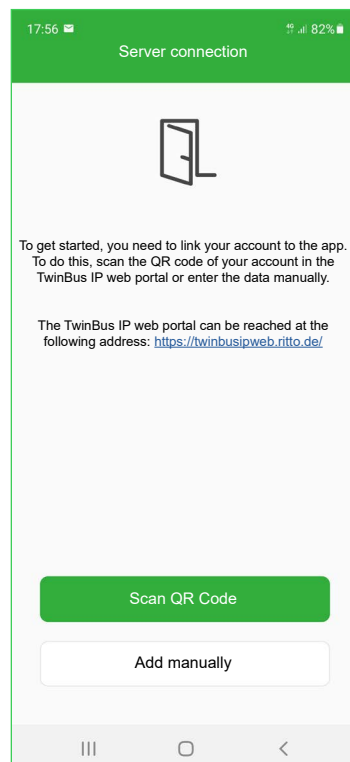 17:56 82%
Server connection
To get started, you need to link your account to the app.
To do this, scan the QR code of your account in the
TwinBus IP web portal or enter the data manually.
The TwinBus IP web portal can be reached at the
following address: https://twinbusipweb.ritto.de/
Scan QR Code
Add manually